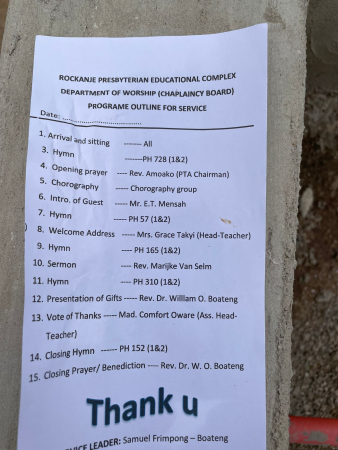 ROCKANJE PRESBYTERIAN EDUCATIONAL COMPLEX
DEPARTMENT OF WORSHIP (CHAPLAINCY BOARD)
PROGRAME OUTLINE FOR SERVICE
Date: ................................
1. Arrival and sitting ------- All
3. Hymn -------PH 728 (1&2)
4. Opening prayer ---- Rev. Amoako (PTA Chairman)
5. Chorography ----- Chorography group
6. Intro. of Guest ----- Mr. E.T. Mensah
7. Hymn ----- PH 57 (1&2)
8. Welcome Address ----- Mrs. Grace Takyi (Head-Teacher)
9. Hymn ---- PH 165 (1&2)
10. Sermon ---- Rev. Marijke Van Selm
11. Hymn ---- PH 310 (1&2)
12. Presentation of Gifts ----- Rev. Dr. Willlam O. Boateng
13. Vote of Thanks ----- Mad. Comfort Oware (Ass. Head-
Teacher)
14. Closing Hymn ------ PH 152 (1&2)
15. Closing Prayer/ Benediction ---- Rev. Dr. W. O. Boateng
Thank u
LEADER: Samuel Frimpong – Boateng